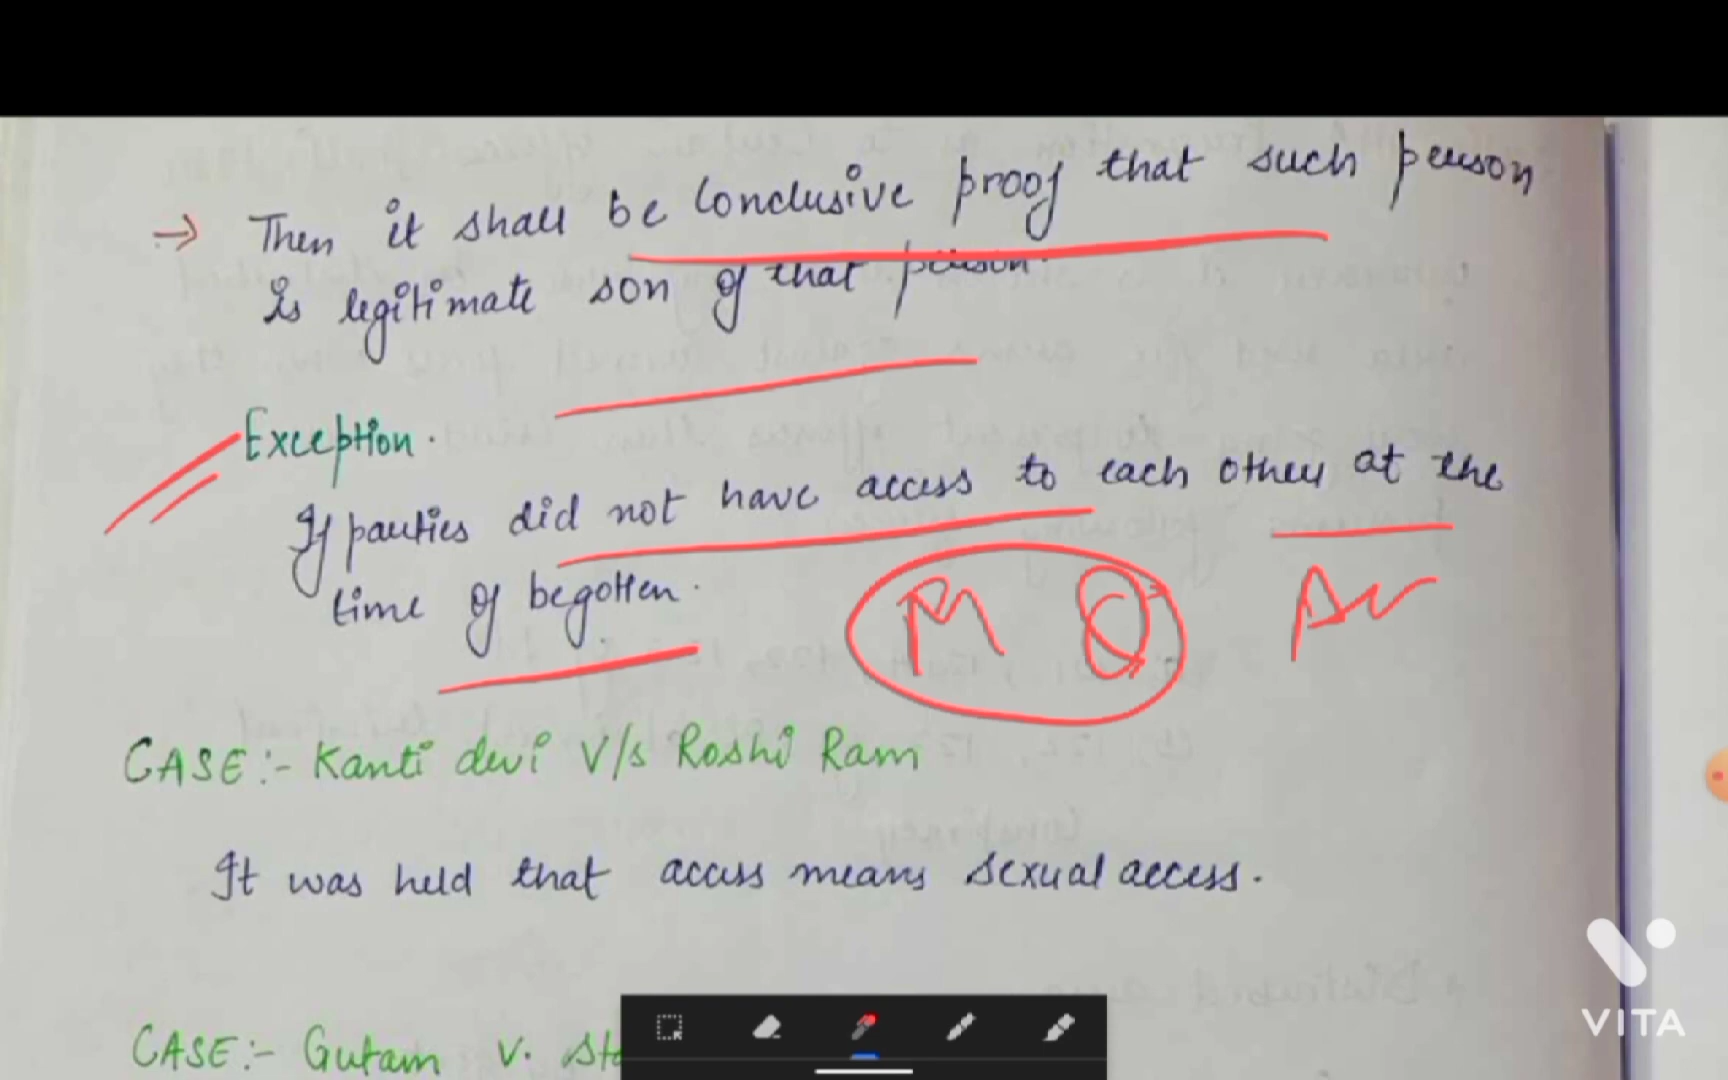 → Then it shall be Conclusive proof that such person
is legitimate son of that person.
Exception.
If parties did not have access to each other at the
time of begotten.
CASE:- Kanti devi V/s Roshi Ram
It was held that access means sexual access.
CASE:- Gutam v.
VITA